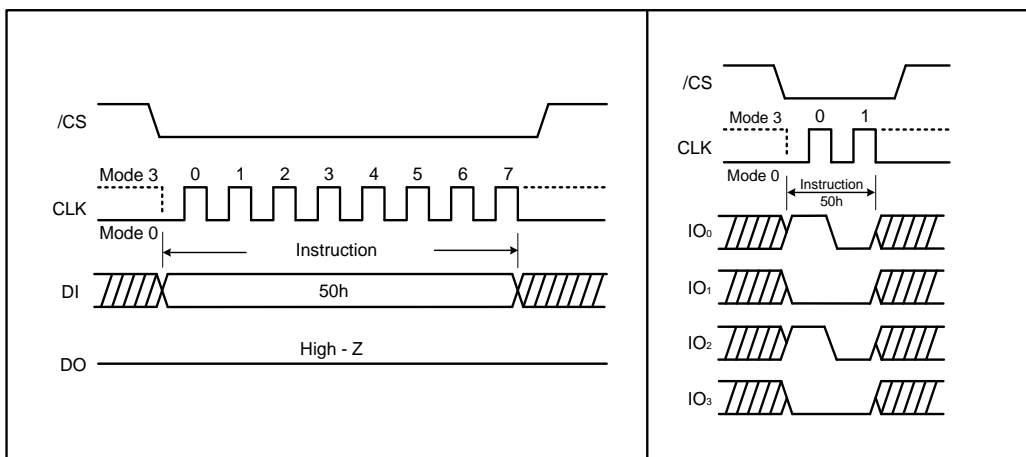 /CS
Mode 3
0 1 2 3 4 5 6 7
CLK
Mode 0
Instruction
DI
50h
High - Z
DO
/CS
Mode 3
0 1
CLK
Mode 0
Instruction
50h
IO₀
IO₁
IO₂
IO₃